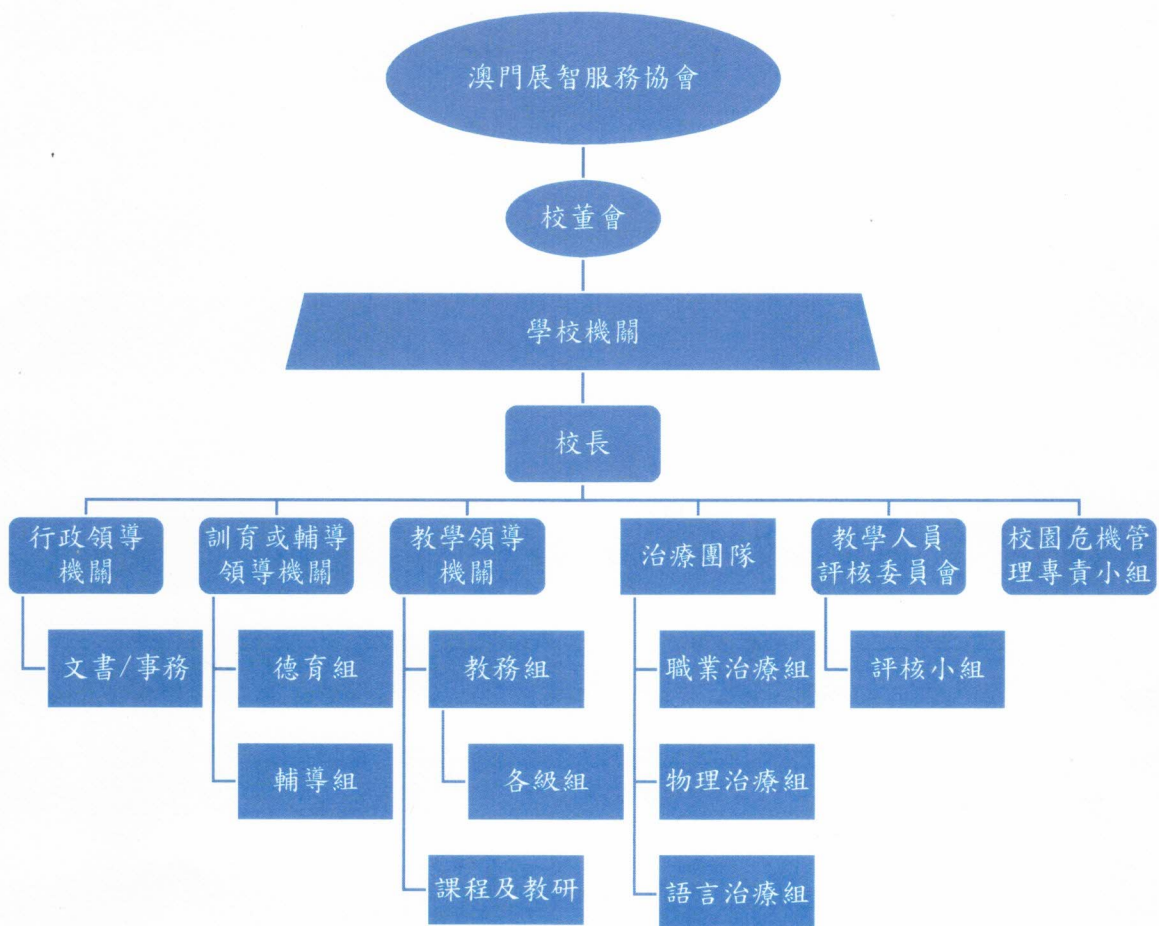 澳門展智服務協會
校董會
學校機關
校長
行政領導
機關
訓育或輔導
領導機關
教學領導
機關
治療團隊
教學人員
評核委員會
校園危機管
理專責小組
文書/事務
德育組
教務組
職業治療組
評核小組
輔導組
各級組
物理治療組
課程及教研
語言治療組